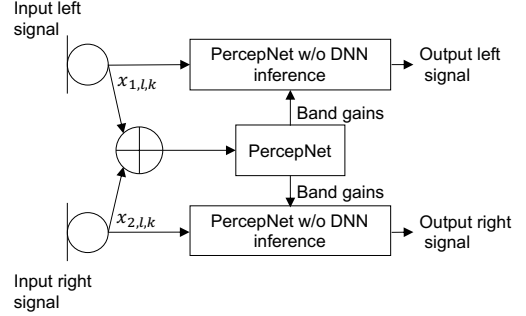 Input left
signal
PercepNet w/o DNN
inference
Output left
signal
x1,l,k
Band gains
PercepNet
Band gains
x2,l,k
PercepNet w/o DNN
inference
Output right
signal
Input right
signal